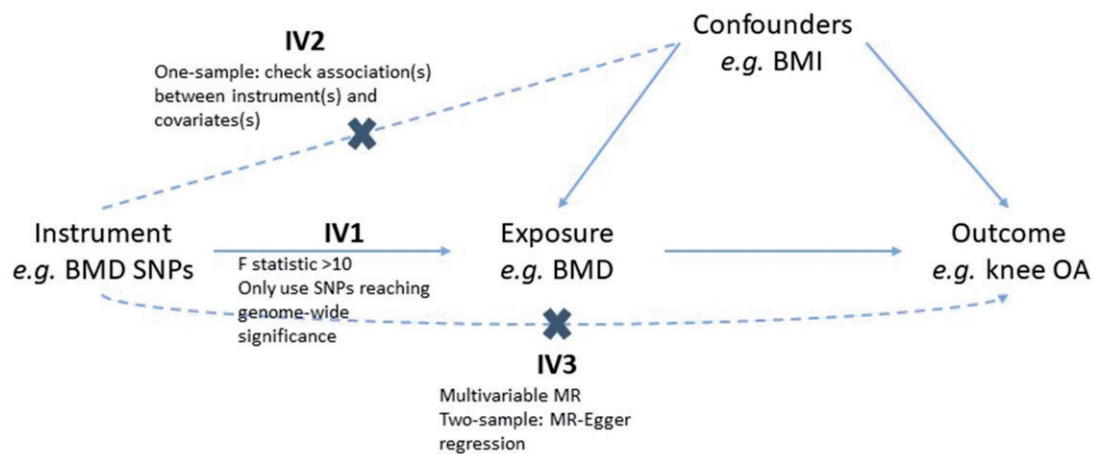 Confounders
e.g. BMI
IV2
One-sample: check association(s)
between instrument(s) and
covariates(s)
Instrument
e.g. BMD SNPs
IV1
F statistic >10
Only use SNPs reaching
genome-wide
significance
Exposure
e.g. BMD
Outcome
e.g. knee OA
IV3
Multivariable MR
Two-sample: MR-Egger
regression